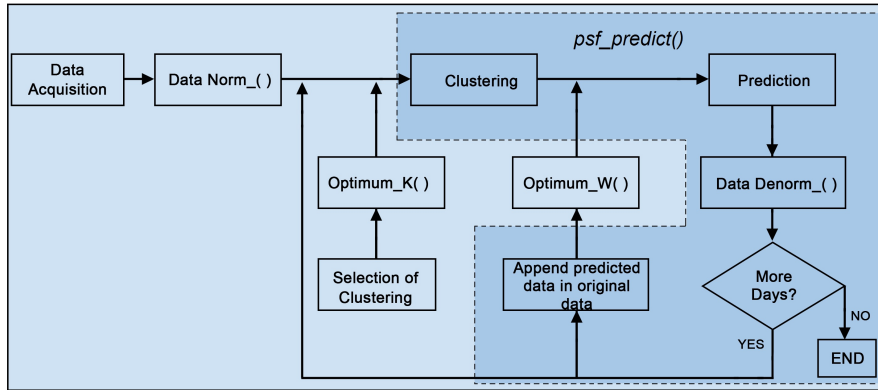 psf_predict()
Data
Acquisition
Data Norm_( )
Clustering
Prediction
Optimum_K( )
Optimum_W( )
Data Denorm_( )
Selection of
Clustering
Append predicted
data in original
data
More
Days?
NO
YES
END